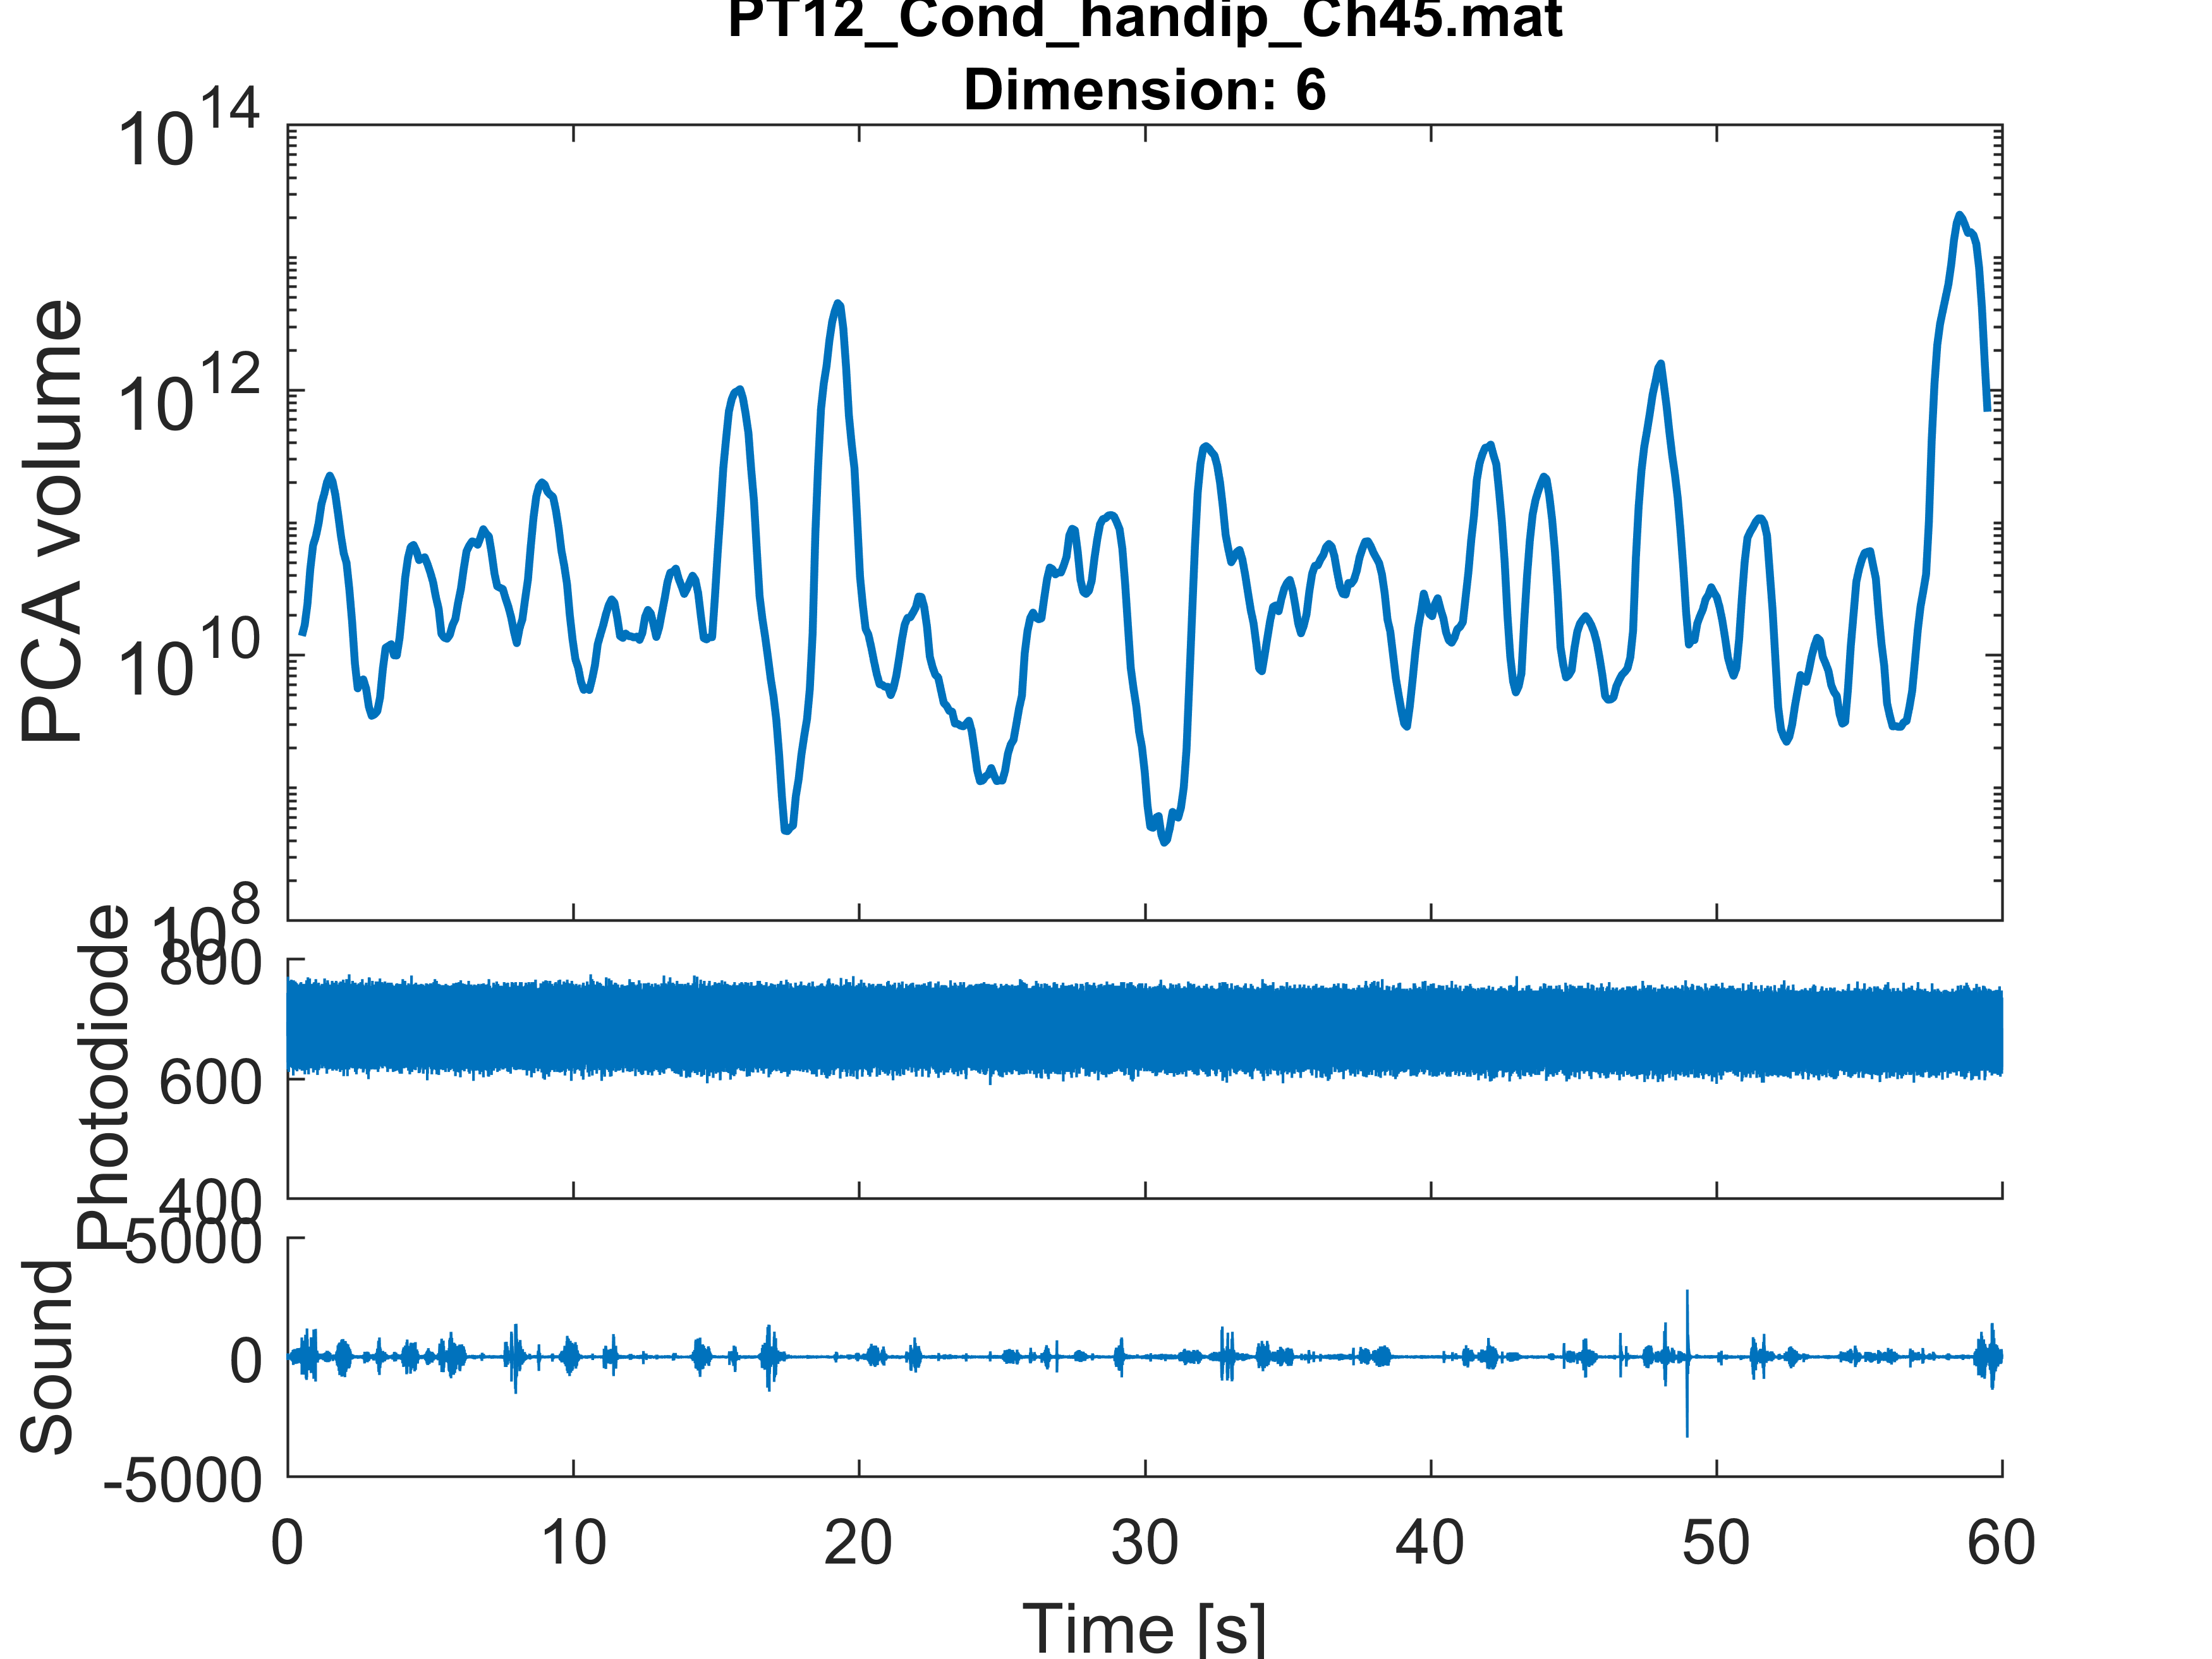 PT12_Cond_handip_Ch45.mat
Dimension: 6
PCA volume
10^14
10^12
10^10
10^8
Photodiode
800
600
400
Sound
5000
0
-5000
0 10 20 30 40 50 60
Time [s]